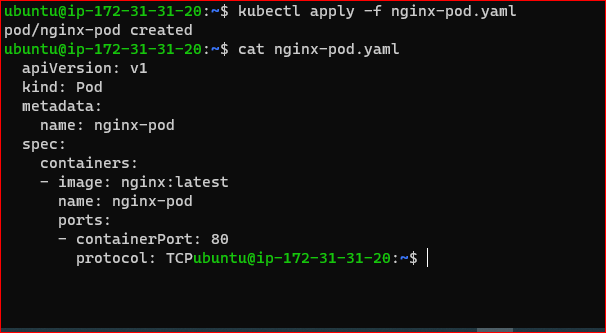 ubuntu@ip-172-31-31-20:~$ kubectl apply -f nginx-pod.yaml
pod/nginx-pod created
ubuntu@ip-172-31-31-20:~$ cat nginx-pod.yaml
  apiVersion: v1
  kind: Pod
  metadata:
    name: nginx-pod
  spec:
    containers:
    - image: nginx:latest
      name: nginx-pod
      ports:
      - containerPort: 80
        protocol: TCPubuntu@ip-172-31-31-20:~$